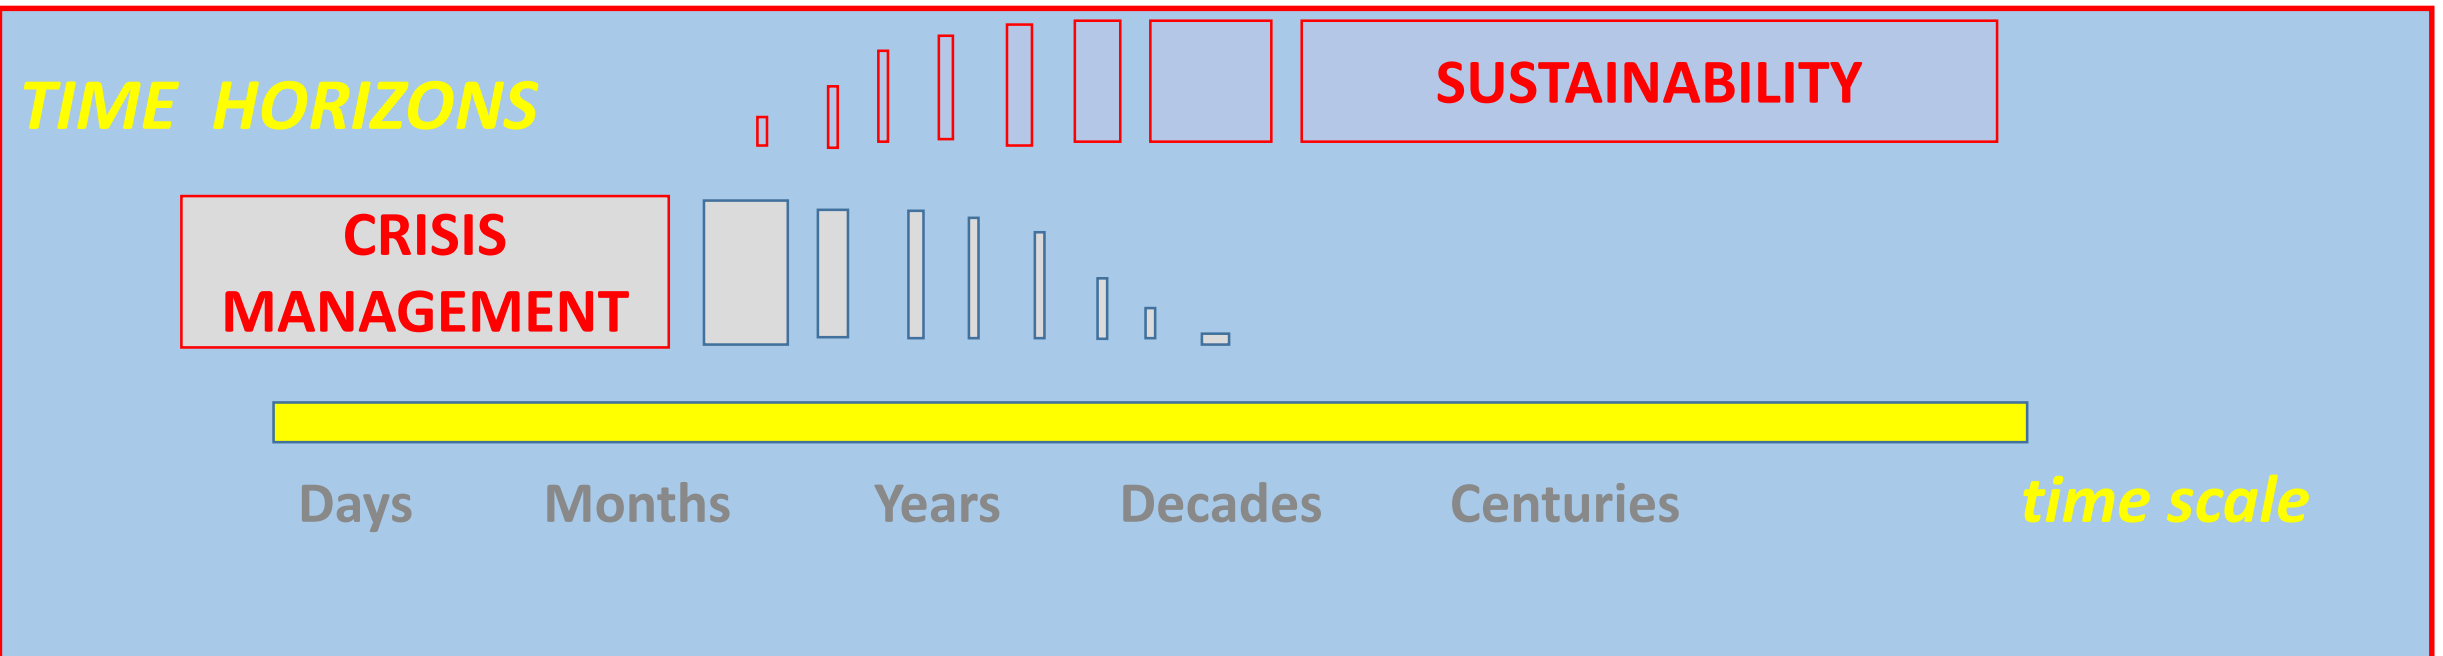 SUSTAINABILITY
TIME HORIZONS
CRISIS
MANAGEMENT
Days Months Years Decades Centuries time scale